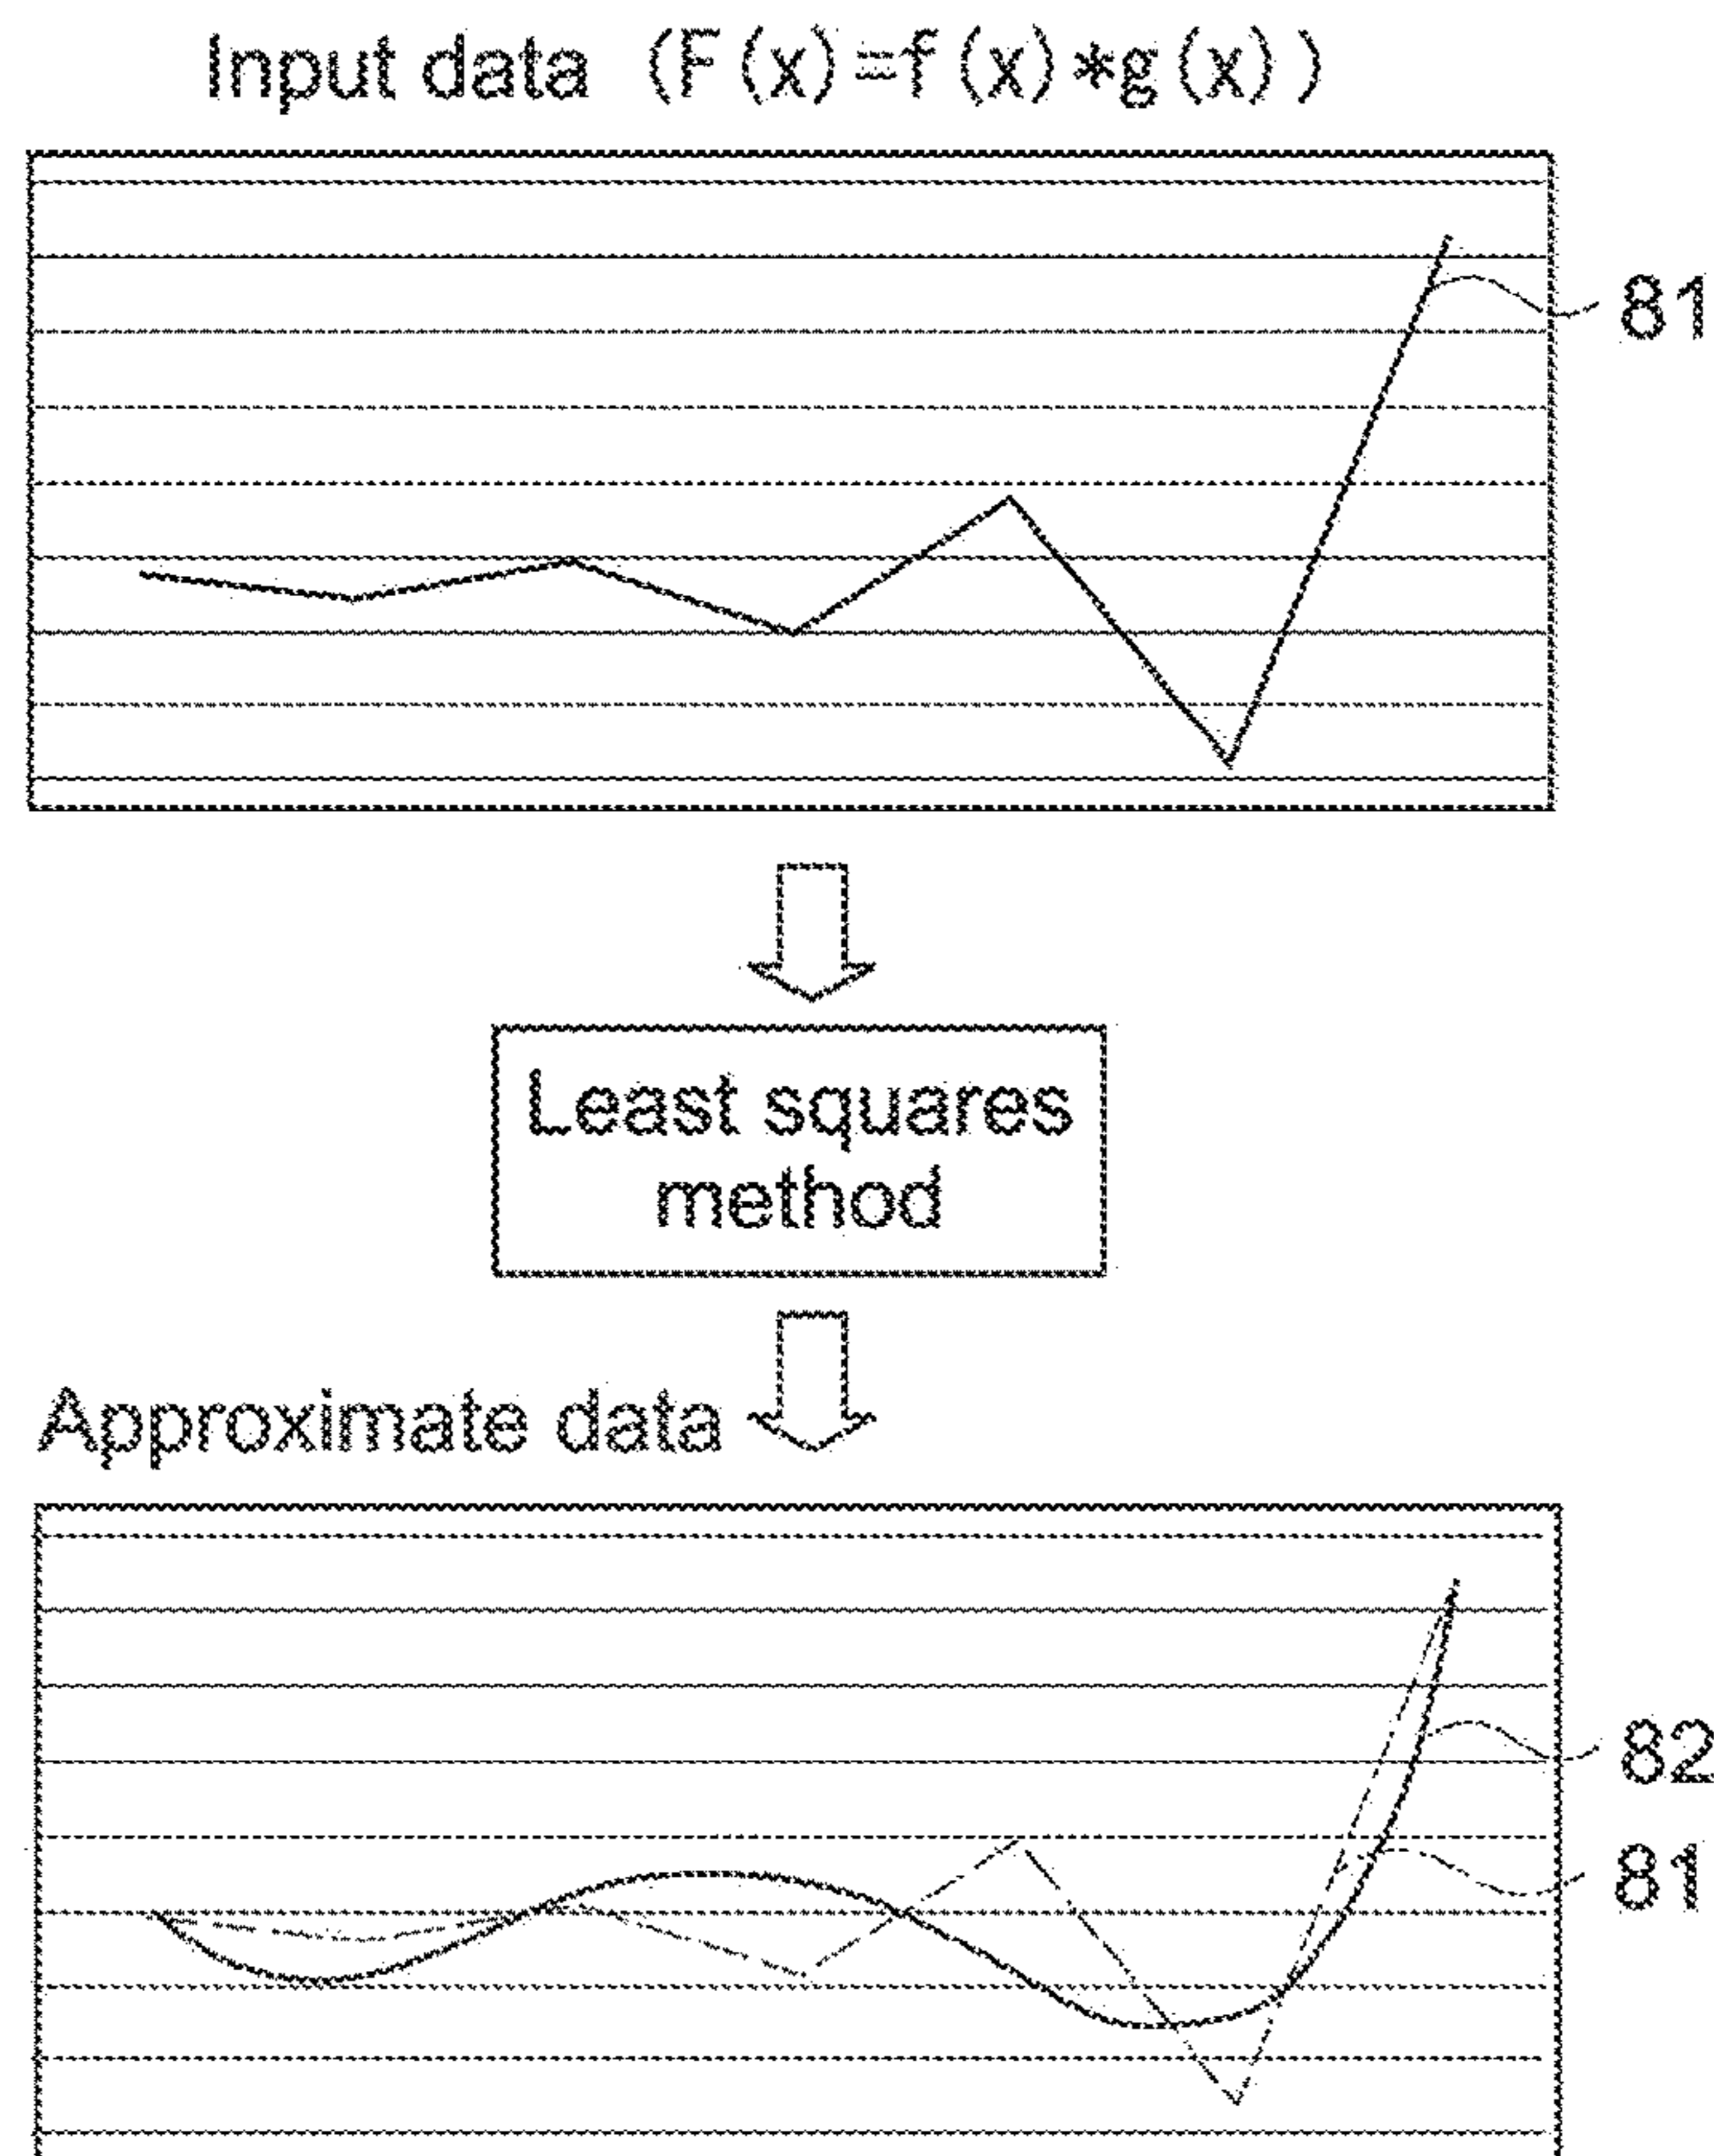 Input data (F(x)=f(x)*g(x))
81
Least squares
method
Approximate data
82
81